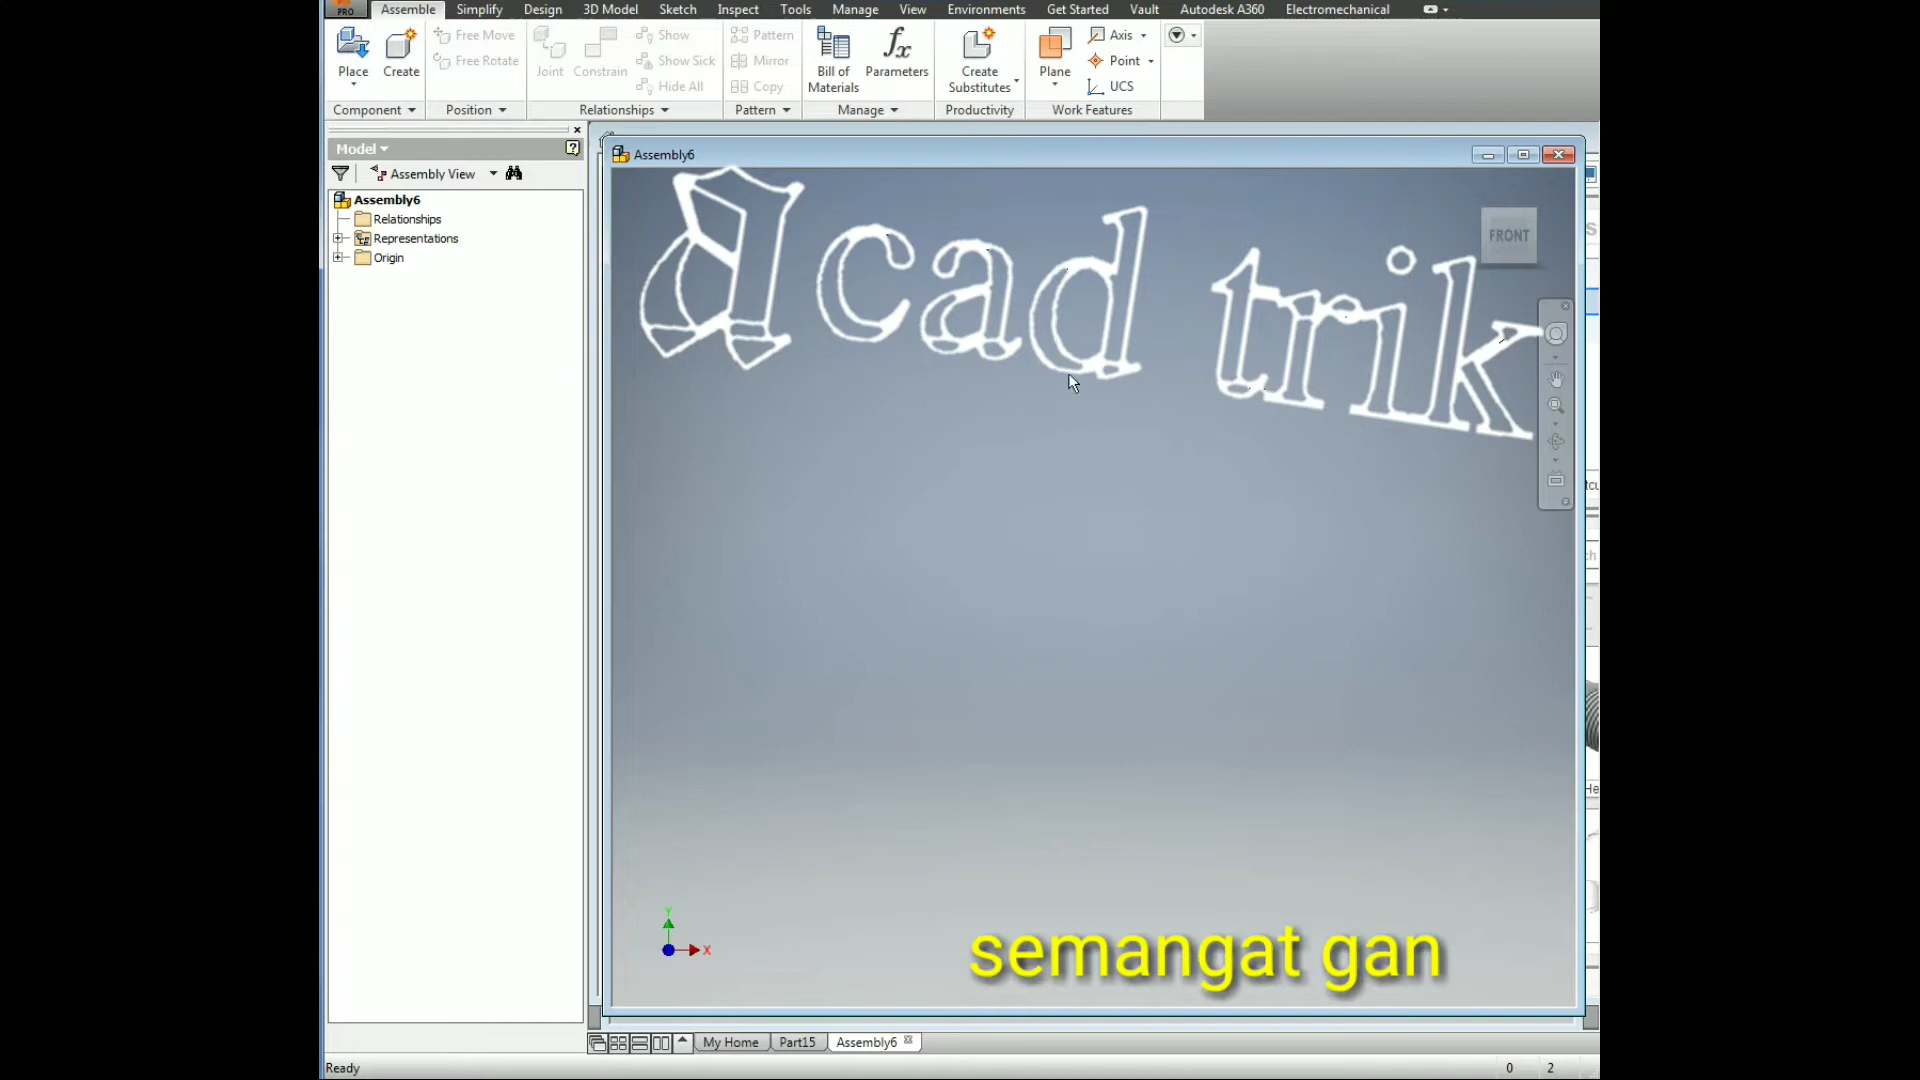 PRO
Assemble Simplify Design 3D Model Sketch Inspect Tools Manage View Environments Get Started Vault Autodesk A360 Electromechanical
Place Create Free Move Joint Constrain Show Pattern Bill of Materials fx Parameters Create Substitutes Plane Axis
Free Rotate Show Sick Mirror Point
Hide All Copy UCS
Component Position Relationships Pattern Manage Productivity Work Features
Model
Assembly View
Assembly6
Relationships
Representations
Origin
Assembly6
acad trik
FRONT
Y
X
semangat gan
My Home Part15 Assembly6
Ready 0 2